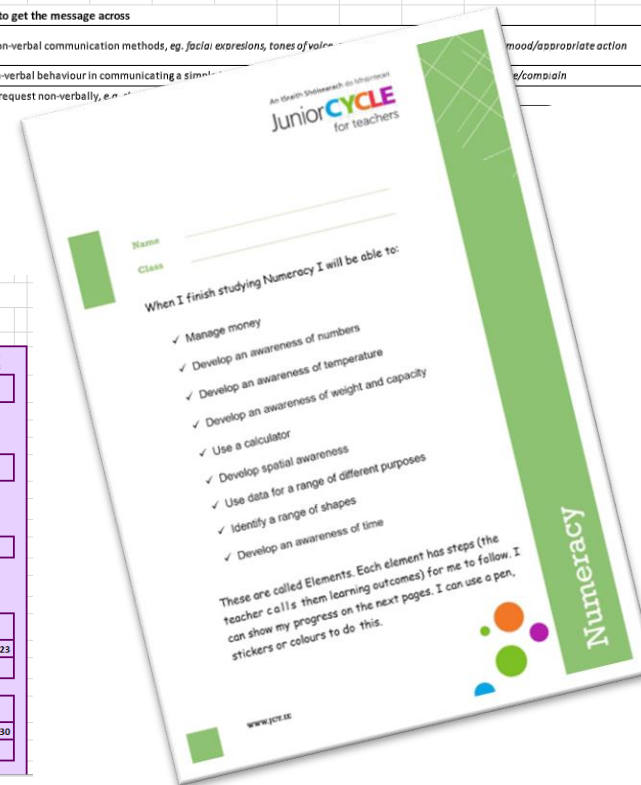 to get the message across
on-verbal communication methods, eg. facial expresions, tones of voice
mood/appropriate action
-verbal behaviour in communicating a simple
e/complain
request non-verbally, e.g.
An tSraith Shóisearach do Mhúinteoirí
JuniorCYCLE
for teachers
Name
Class
When I finish studying Numeracy I will be able to:
✓ Manage money
✓ Develop an awareness of numbers
✓ Develop an awareness of temperature
✓ Develop an awareness of weight and capacity
✓ Use a calculator
✓ Develop spatial awareness
✓ Use data for a range of different purposes
✓ Identify a range of shapes
✓ Develop an awareness of time
These are called Elements. Each element has steps (the
teacher calls them learning outcomes) for me to follow. I
can show my progress on the next pages. I can use a pen,
stickers or colours to do this.
Numeracy
www.jct.ie
23
30